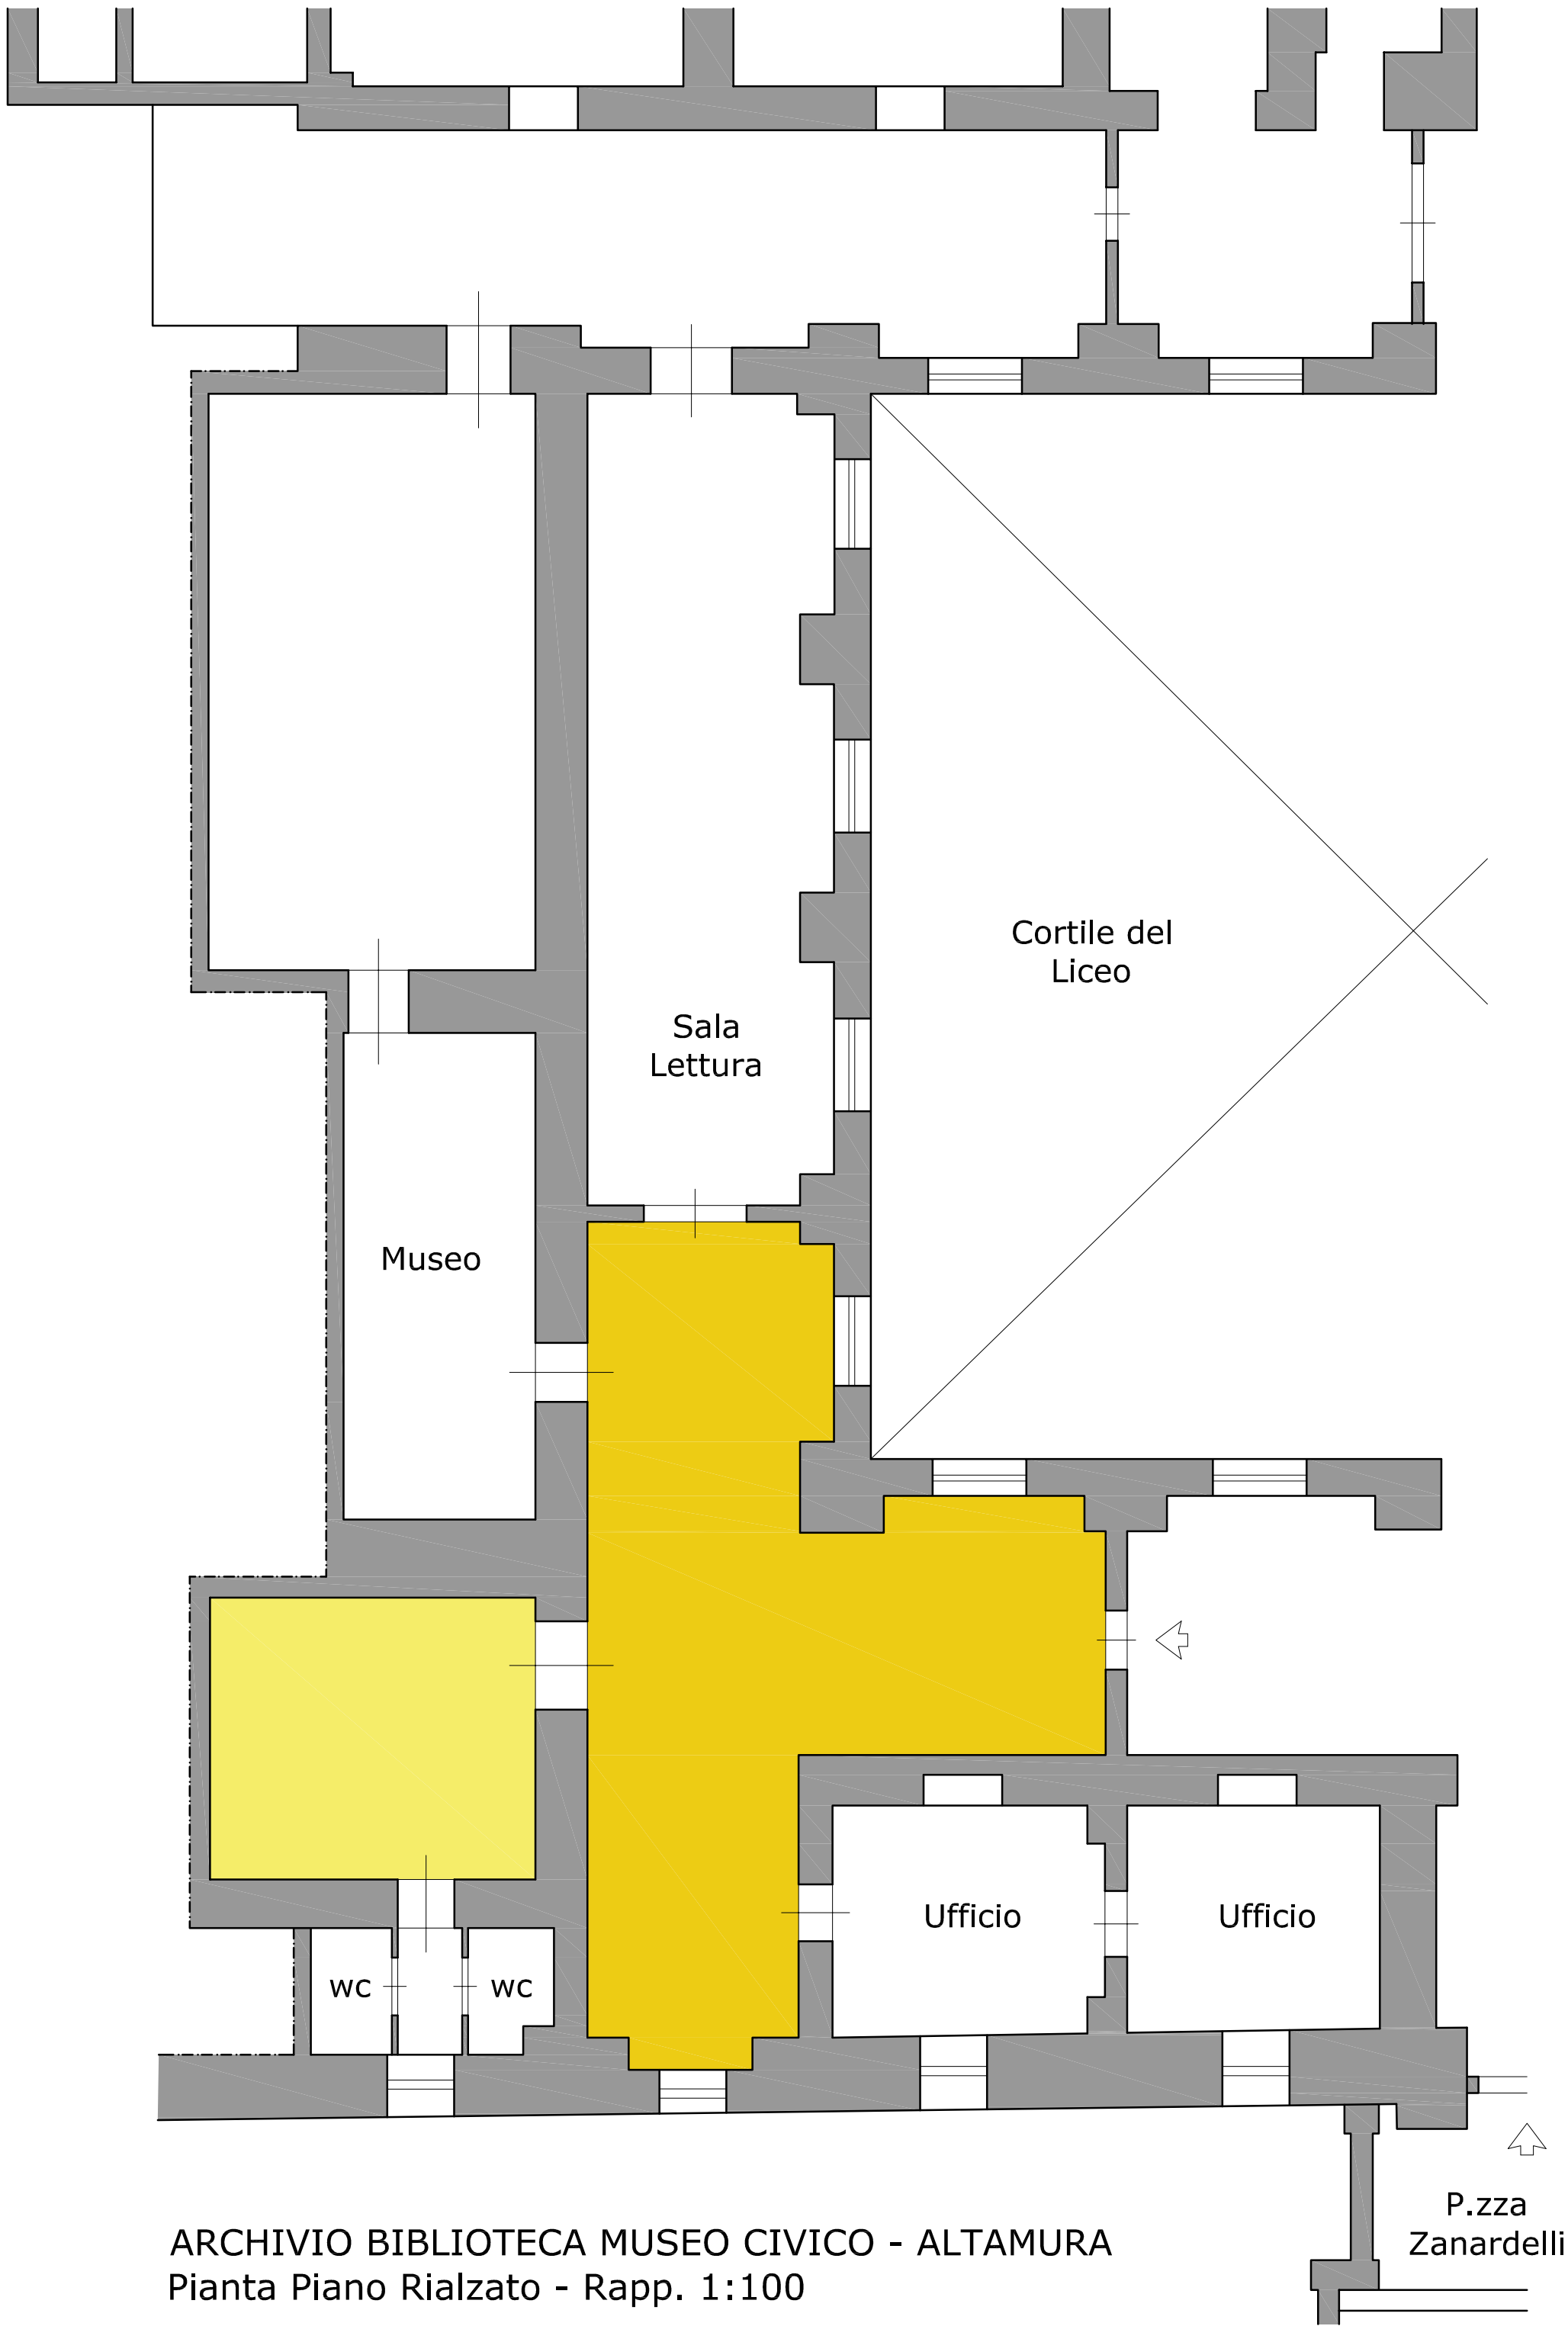 Cortile del
Liceo
Sala
Lettura
Museo
Ufficio
Ufficio
wc
wc
P.zza
Zanardelli
ARCHIVIO BIBLIOTECA MUSEO CIVICO - ALTAMURA
Pianta Piano Rialzato - Rapp. 1:100